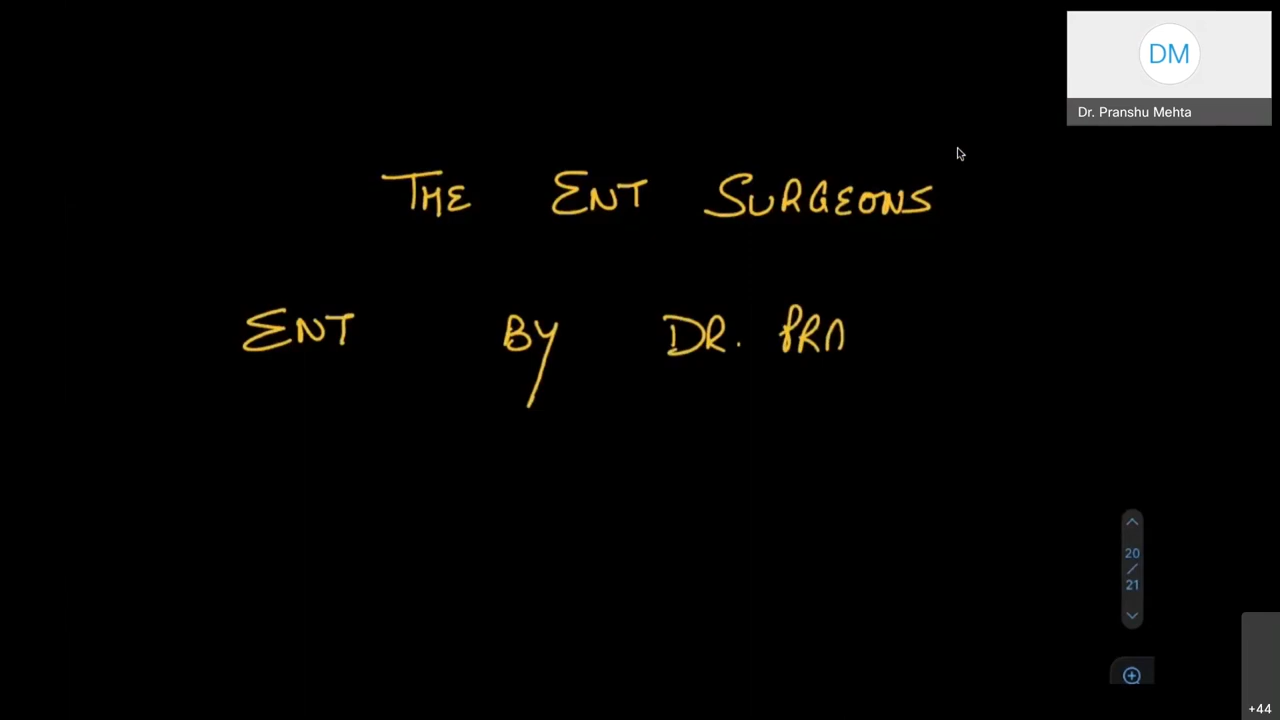 DM
Dr. Pranshu Mehta
THE ENT SURGEONS
ENT BY DR. PRA
20
/
21
+44